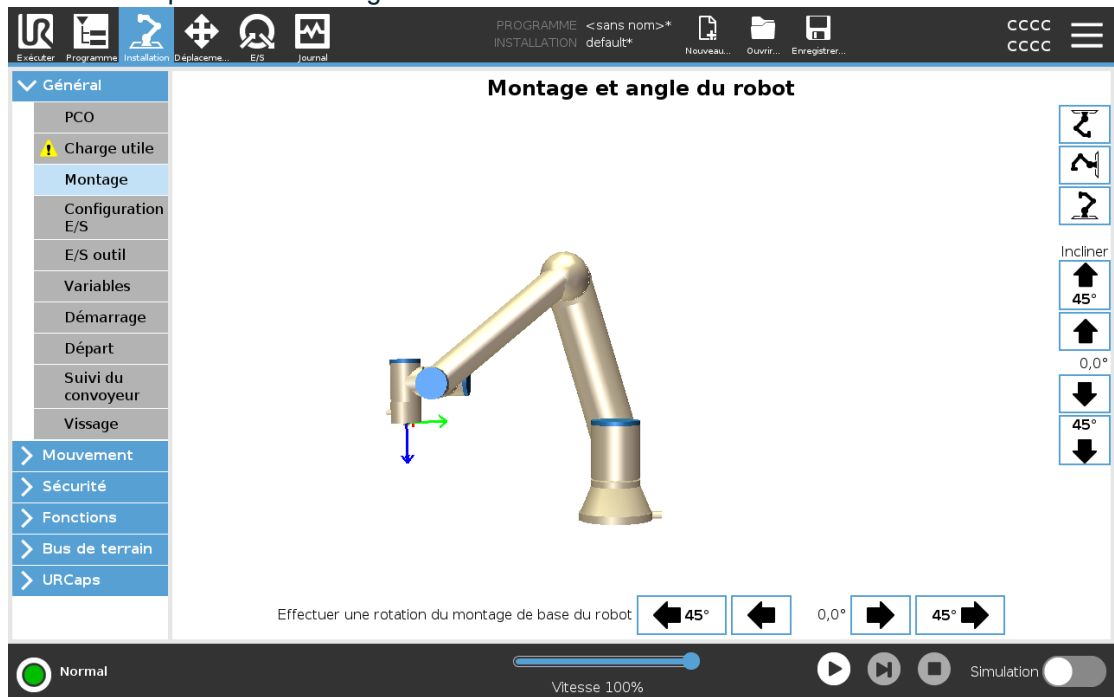 PROGRAMME <sans nom>*
INSTALLATION default*
CCCC
CCCC
Exécuter
Programme
Installation
Déplaceme...
E/S
Journal
Nouveau...
Ouvrir...
Enregistrer...
Général
PCO
Charge utile
Montage
Configuration
E/S
E/S outil
Variables
Démarrage
Départ
Suivi du
convoyeur
Vissage
Mouvement
Sécurité
Fonctions
Bus de terrain
URCaps
Montage et angle du robot
Incliner
45°
0,0°
45°
Effectuer une rotation du montage de base du robot
45°
0,0°
45°
Normal
Vitesse 100%
Simulation